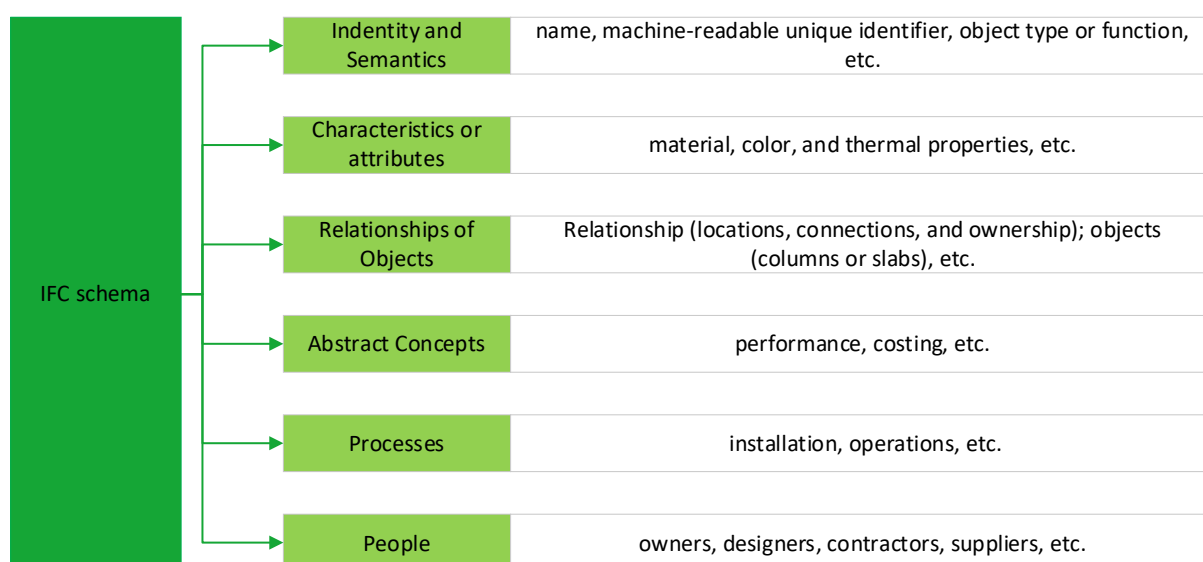 Indentity and
Semantics
name, machine-readable unique identifier, object type or function,
etc.
Characteristics or
attributes
material, color, and thermal properties, etc.
Relationships of
Objects
Relationship (locations, connections, and ownership); objects
(columns or slabs), etc.
IFC schema
Abstract Concepts
performance, costing, etc.
Processes
installation, operations, etc.
People
owners, designers, contractors, suppliers, etc.